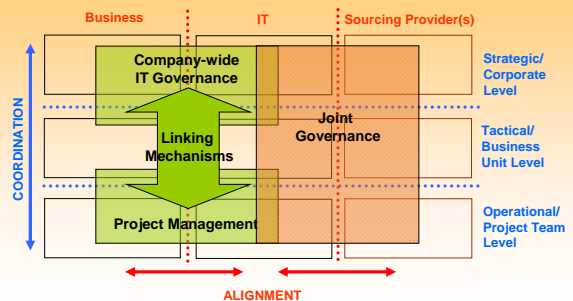 Business
IT
Sourcing Provider(s)
Company-wide
IT Governance
Strategic/
Corporate
Level
COORDINATION
Linking
Mechanisms
Joint
Governance
Tactical/
Business
Unit Level
Project Management
Operational/
Project Team
Level
ALIGNMENT